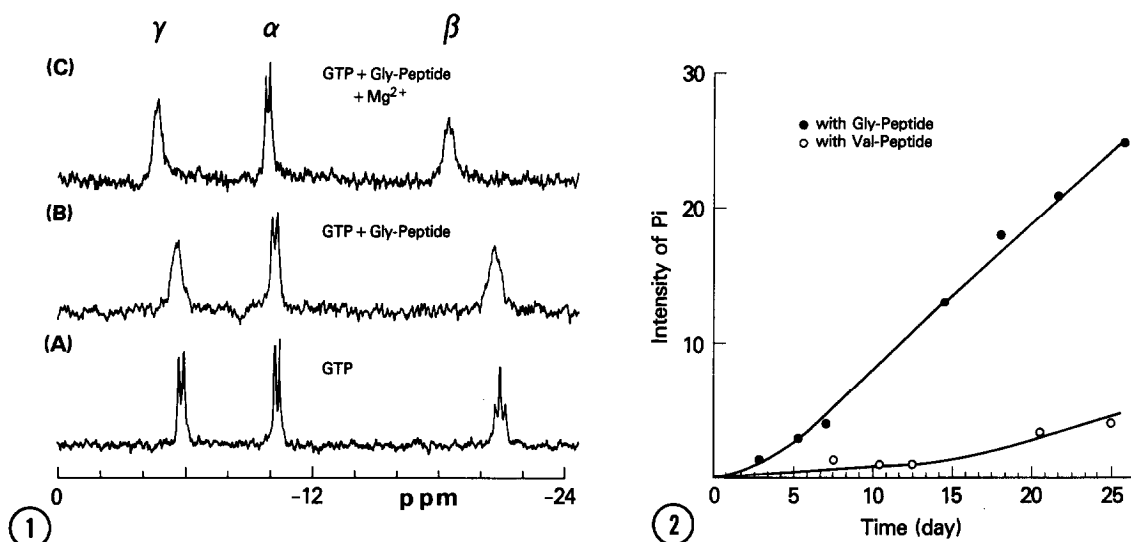 γ α β
(C)
GTP + Gly-Peptide
+ Mg²⁺
(B)
GTP + Gly-Peptide
(A)
GTP
0 -12 -24
ppm
1
30
20
10
Intensity of Pi
● with Gly-Peptide
○ with Val-Peptide
0 5 10 15 20 25
Time (day)
2